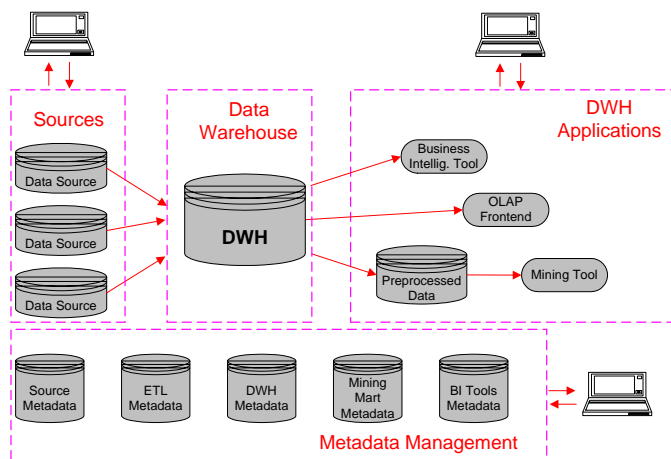 Sources
Data
Warehouse
DWH
Applications
Data Source
Data Source
Data Source
DWH
Business
Intellig. Tool
OLAP
Frontend
Preprocessed
Data
Mining Tool
Source
Metadata
ETL
Metadata
DWH
Metadata
Mining
Mart
Metadata
BI Tools
Metadata
Metadata Management